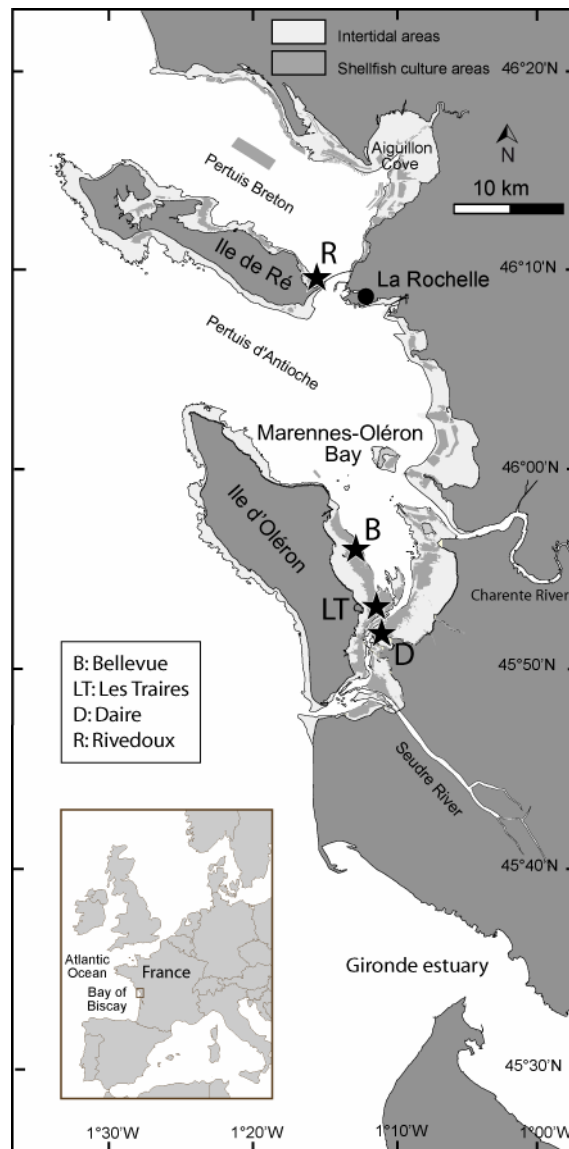 Intertidal areas
Shellfish culture areas
46°20'N
Aiguillon
Cove
N
Pertuis Breton
10 km
R
Ile de Ré
46°10'N
La Rochelle
Pertuis d'Antioche
Marennes-Oléron
Bay
46°00'N
Ile d'Oléron
B
Charente River
LT
D
45°50'N
B: Bellevue
LT: Les Traires
D: Daire
R: Rivedoux
Seudre River
45°40'N
Atlantic
Ocean
France
Bay of
Biscay
Gironde estuary
45°30'N
1°30'W
1°20'W
1°10'W
1°00'W